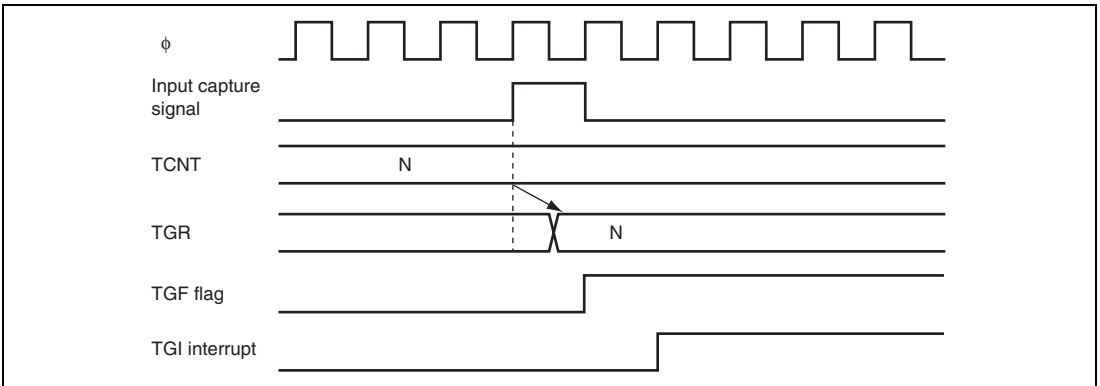 ϕ
Input capture
signal
TCNT
N
TGR
N
TGF flag
TGI interrupt